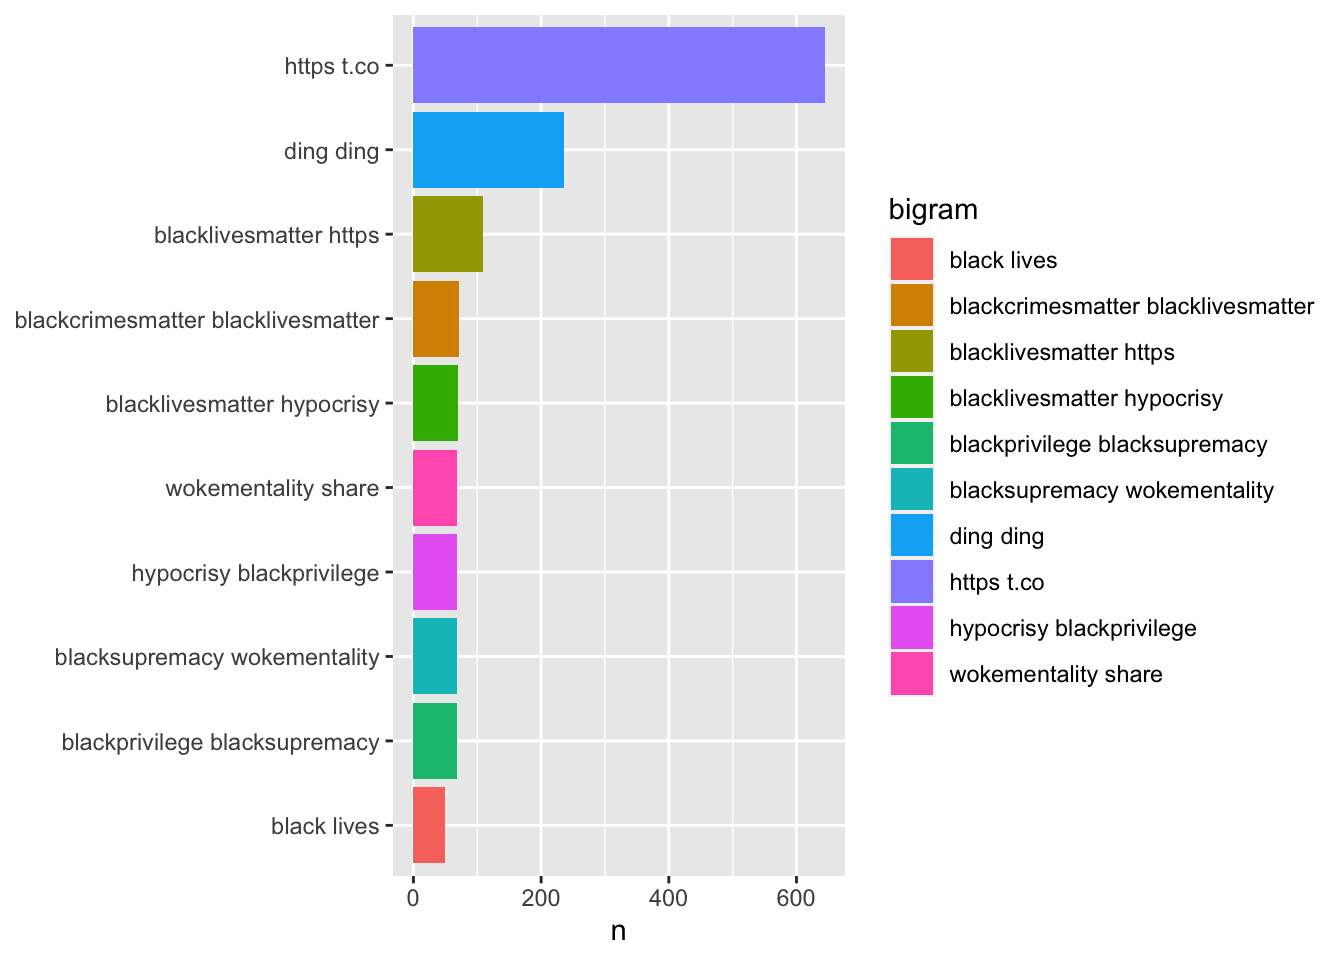 https t.co
ding ding
blacklivesmatter https
blackcrimesmatter blacklivesmatter
blacklivesmatter hypocrisy
wokementality share
hypocrisy blackprivilege
blacksupremacy wokementality
blackprivilege blacksupremacy
black lives
0 200 400 600
n
bigram
black lives
blackcrimesmatter blacklivesmatter
blacklivesmatter https
blacklivesmatter hypocrisy
blackprivilege blacksupremacy
blacksupremacy wokementality
ding ding
https t.co
hypocrisy blackprivilege
wokementality share